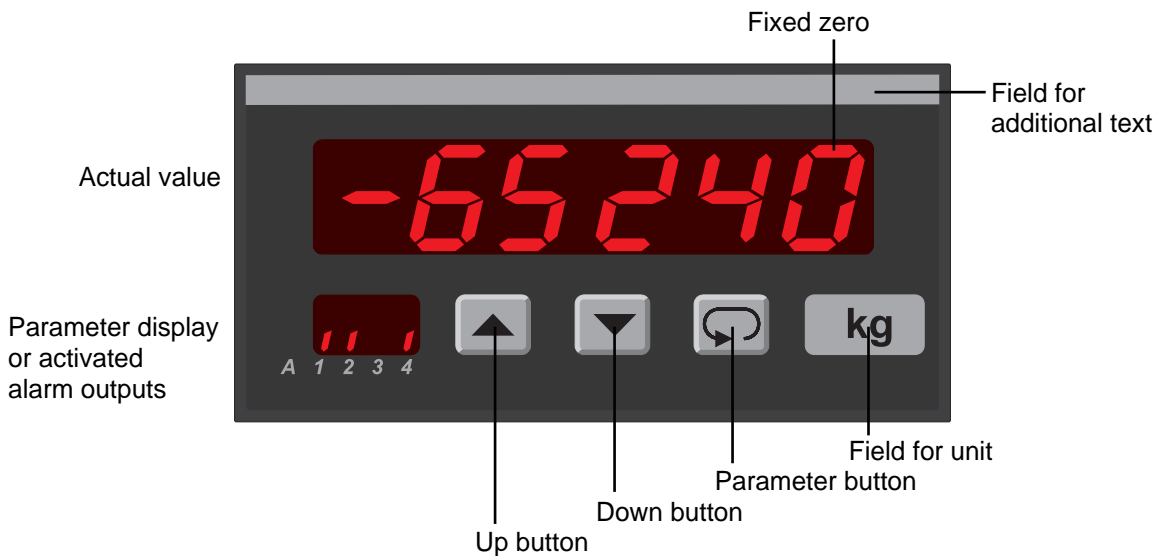 Fixed zero
Field for
additional text
Actual value
-65240
Parameter display
or activated
alarm outputs
kg
A 1 2 3 4
Field for unit
Parameter button
Down button
Up button